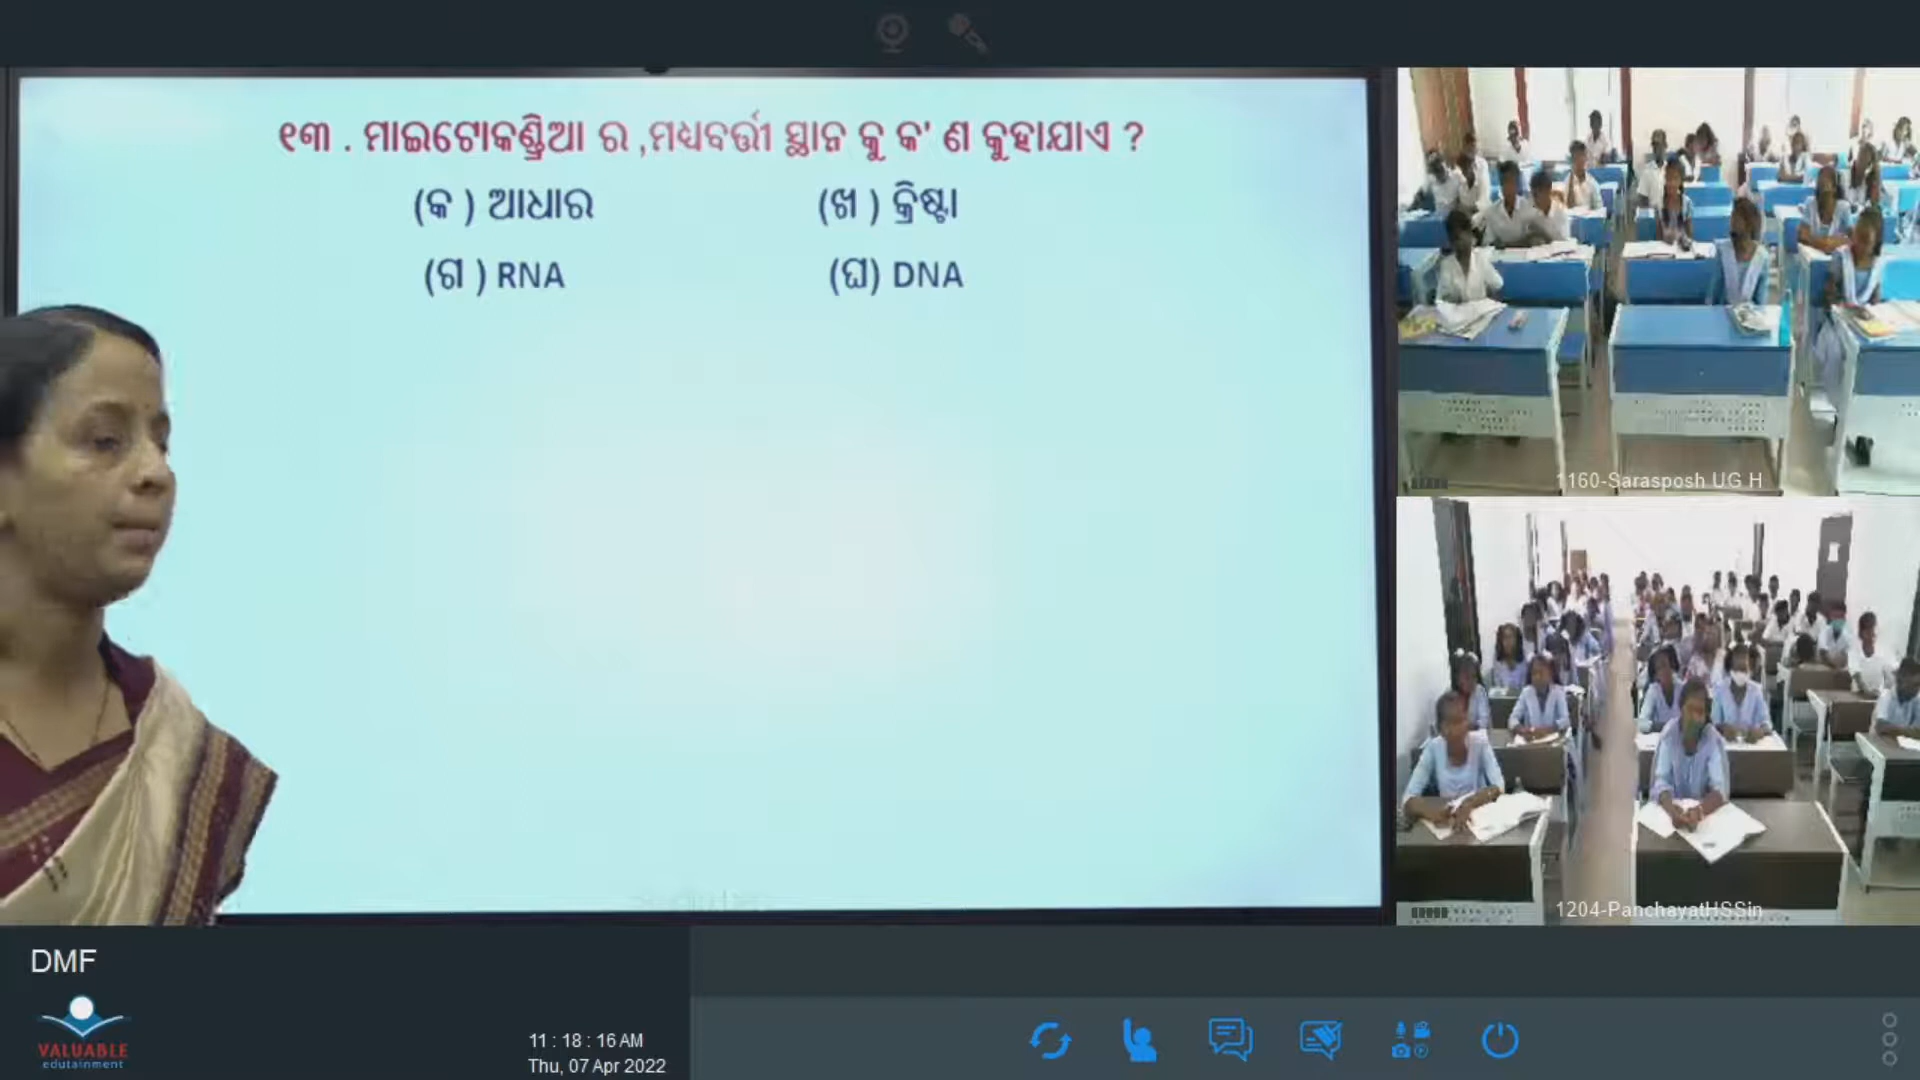 ୧୩ . ମାଇଟୋକଣ୍ଡ୍ରିଆ ର ,ମଧ୍ୟବର୍ତ୍ତୀ ସ୍ଥାନ କୁ କ' ଣ କୁହାଯାଏ ?
(କ ) ଆଧାର (ଖ ) କ୍ରିଷ୍ଟା
(ଗ ) RNA (ଘ) DNA
1160-Sarasposh UG H
1204-PanchayatHSSin
DMF
VALUABLE
edutainment
11 : 18 : 16 AM
Thu, 07 Apr 2022